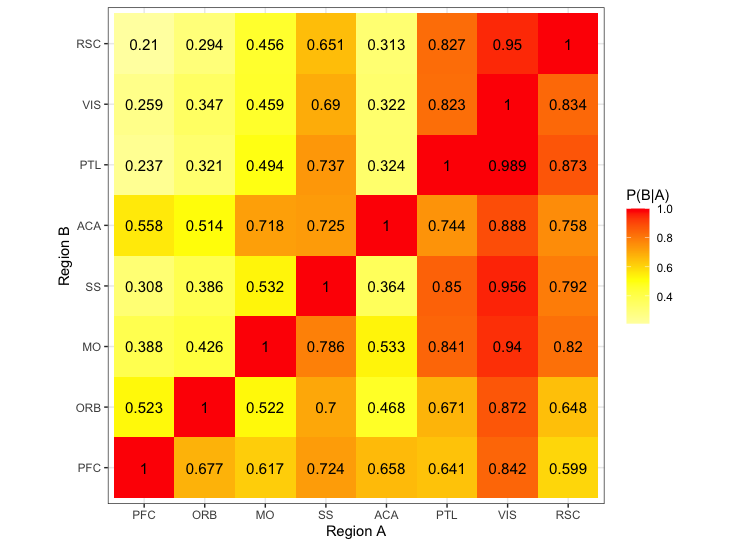 RSC 0.21 0.294 0.456 0.651 0.313 0.827 0.95 1
VIS 0.259 0.347 0.459 0.69 0.322 0.823 1 0.834
PTL 0.237 0.321 0.494 0.737 0.324 1 0.989 0.873
ACA 0.558 0.514 0.718 0.725 1 0.744 0.888 0.758
SS 0.308 0.386 0.532 1 0.364 0.85 0.956 0.792
MO 0.388 0.426 1 0.786 0.533 0.841 0.94 0.82
ORB 0.523 1 0.522 0.7 0.468 0.671 0.872 0.648
PFC 1 0.677 0.617 0.724 0.658 0.641 0.842 0.599
PFC ORB MO SS ACA PTL VIS RSC
Region A
Region B
P(B|A)
1.0
0.8
0.6
0.4